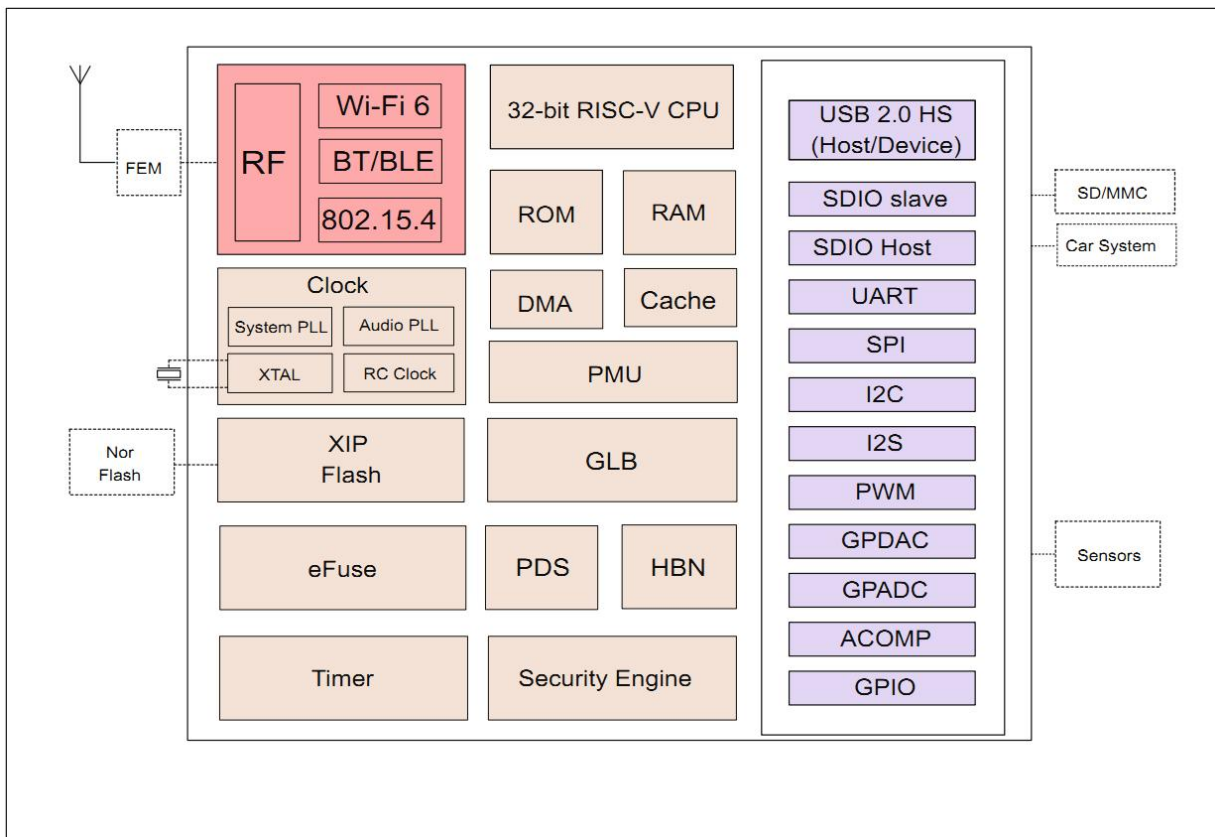 FEM
RF
Wi-Fi 6
BT/BLE
802.15.4
Clock
System PLL
Audio PLL
XTAL
RC Clock
Nor
Flash
XIP
Flash
eFuse
Timer
32-bit RISC-V CPU
ROM
RAM
DMA
Cache
PMU
GLB
PDS
HBN
Security Engine
USB 2.0 HS
(Host/Device)
SDIO slave
SDIO Host
UART
SPI
I2C
I2S
PWM
GPDAC
GPADC
ACOMP
GPIO
SD/MMC
Car System
Sensors